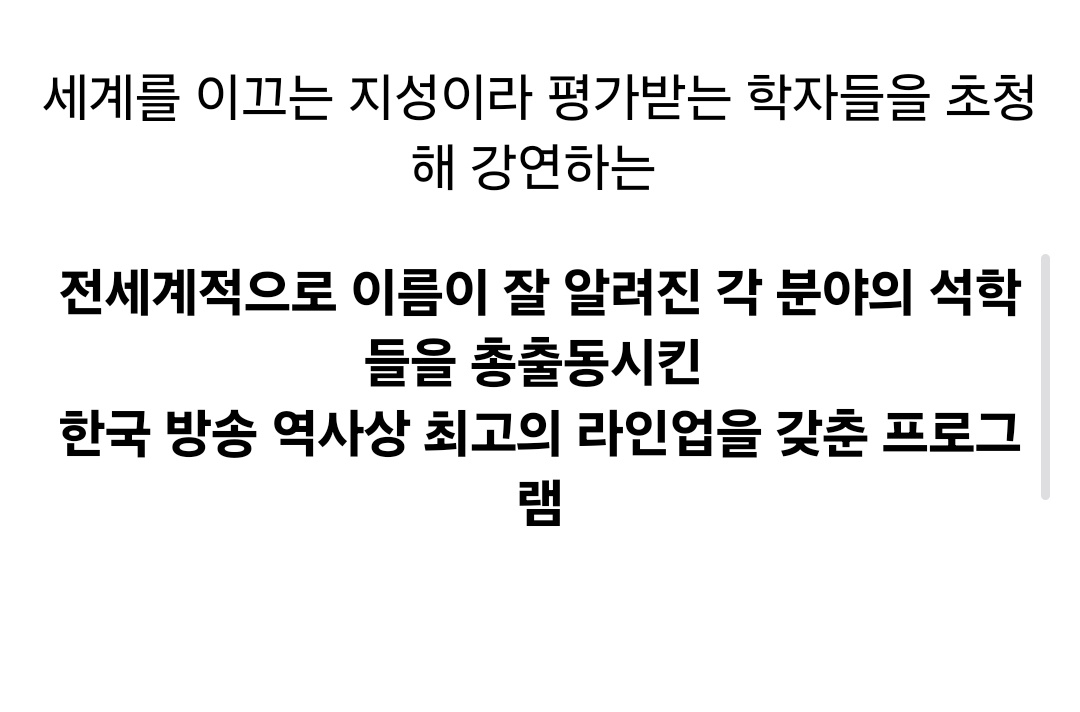 세계를 이끄는 지성이라 평가받는 학자들을 초청
해 강연하는
전세계적으로 이름이 잘 알려진 각 분야의 석학
들을 총출동시킨
한국 방송 역사상 최고의 라인업을 갖춘 프로그
램